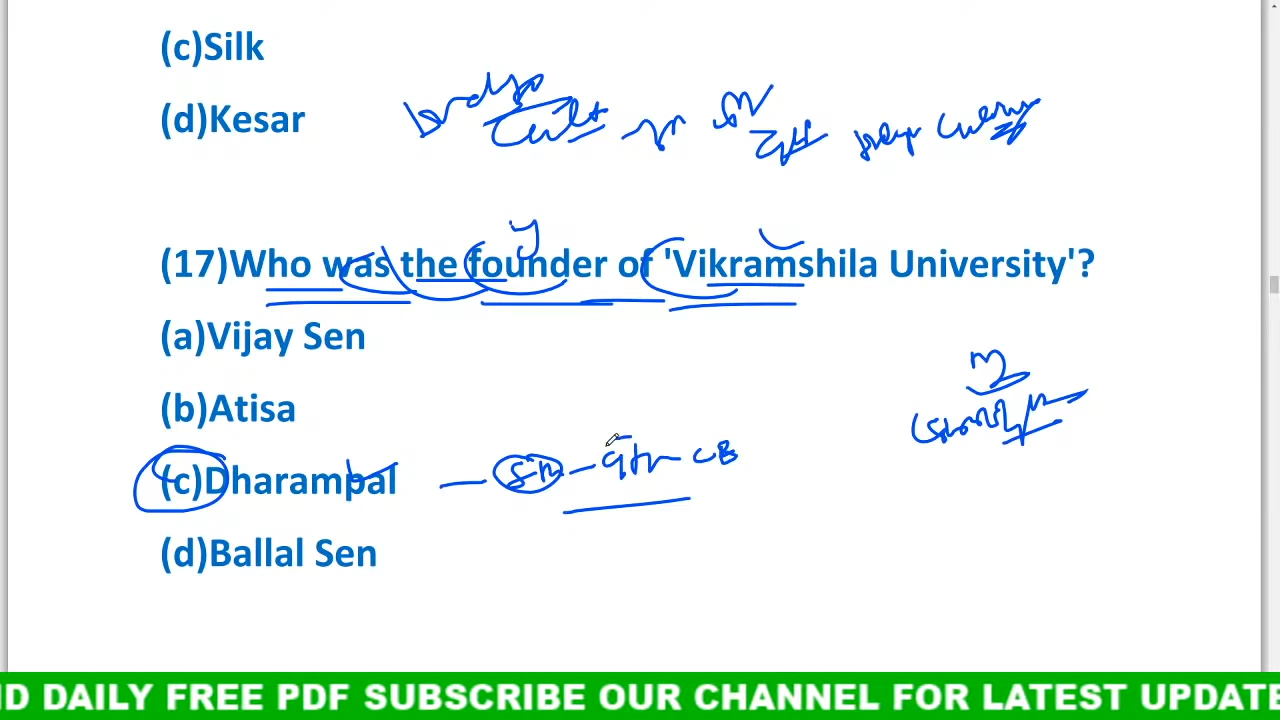 (c)Silk
(d)Kesar
(17)Who was the founder of 'Vikramshila University'?
(a)Vijay Sen
(b)Atisa
(c)Dharampal
(d)Ballal Sen
ID DAILY FREE PDF SUBSCRIBE OUR CHANNEL FOR LATEST UPDATE